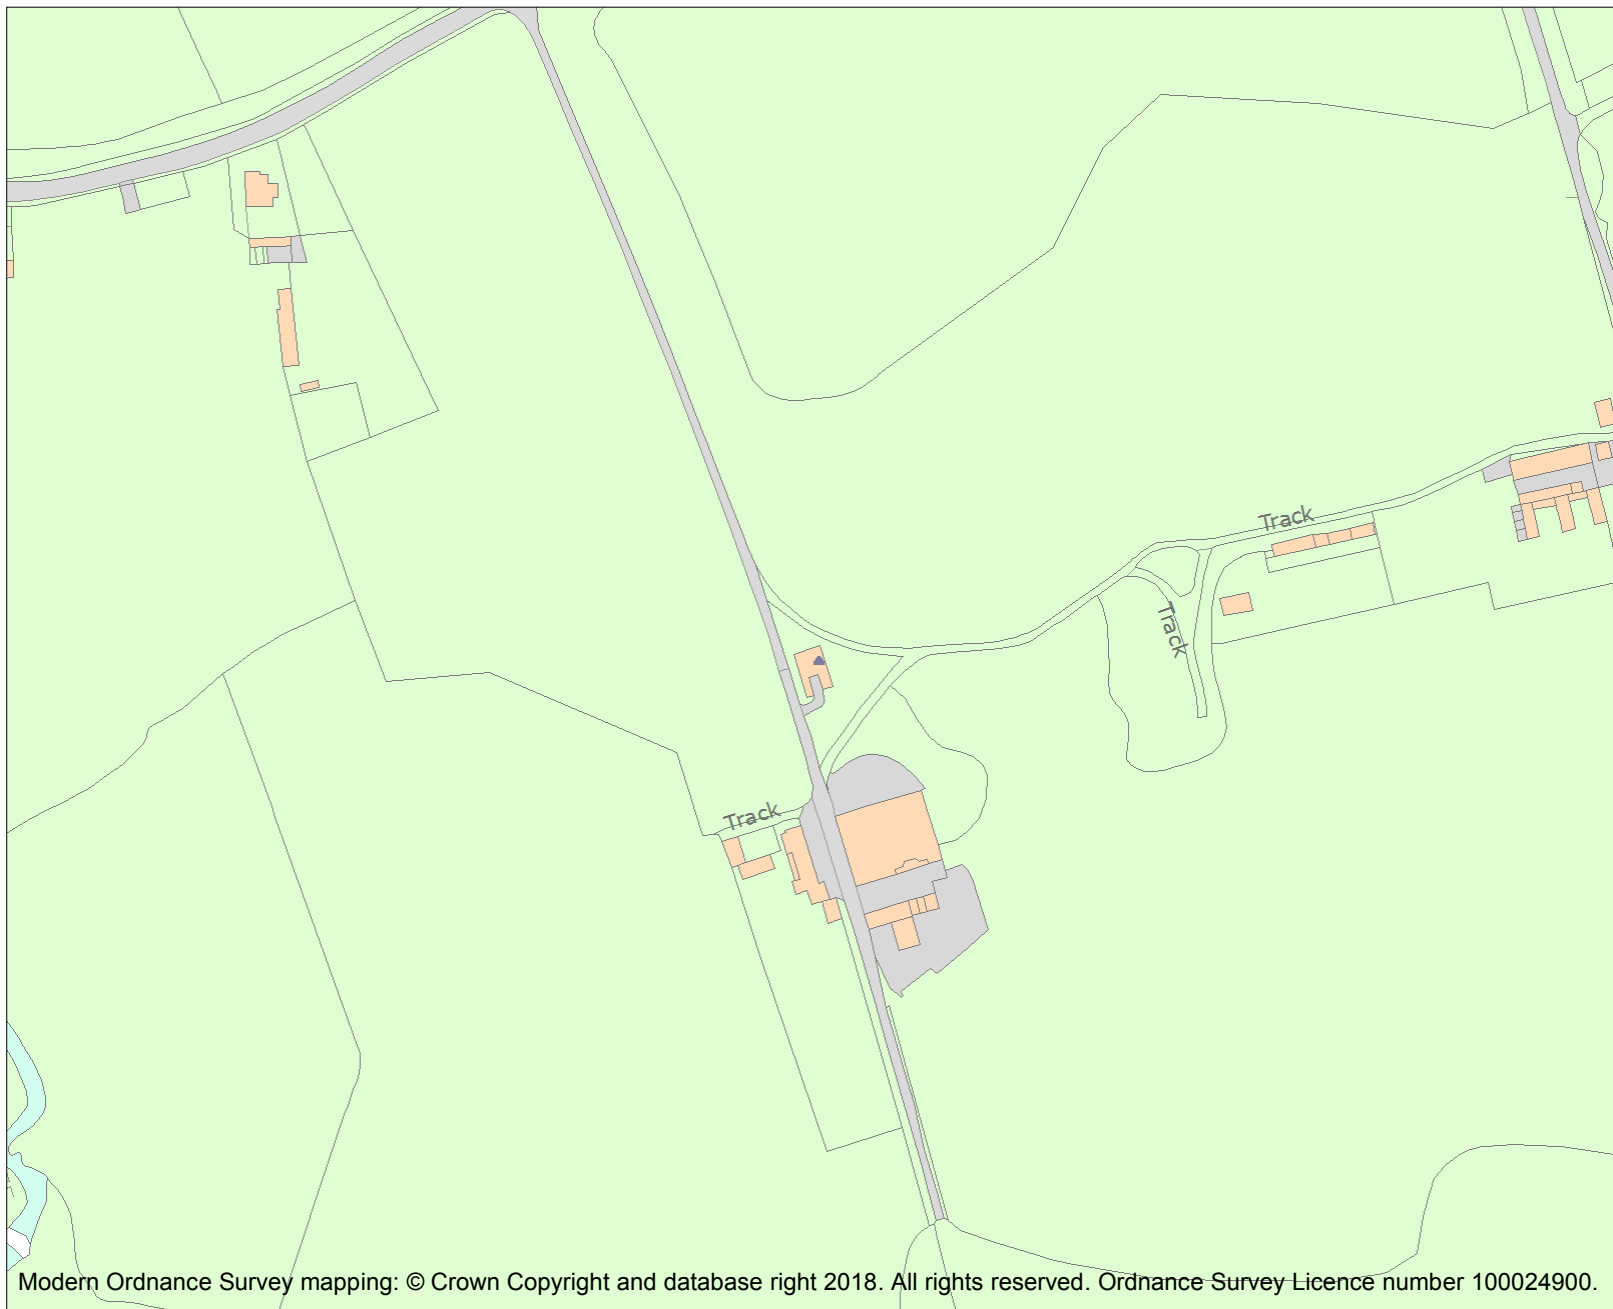 Track
Track
Track
Modern Ordnance Survey mapping: © Crown Copyright and database right 2018. All rights reserved. Ordnance Survey Licence number 100024900.